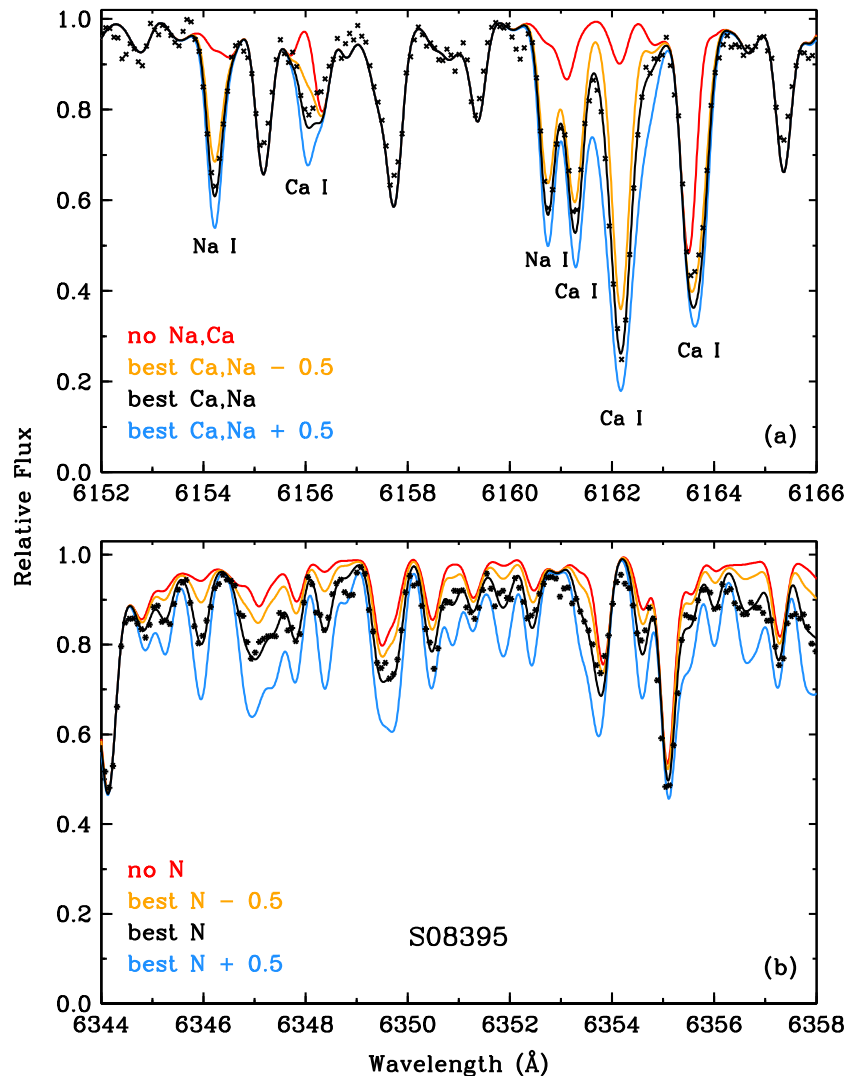 1.0
0.8
0.6
0.4
0.2
0.0
Na I
Ca I
Na I
Ca I
Ca I
Ca I
no Na,Ca
best Ca,Na − 0.5
best Ca,Na
best Ca,Na + 0.5
(a)
6152 6154 6156 6158 6160 6162 6164 6166
Relative Flux
1.0
0.8
0.6
0.4
0.2
0.0
no N
best N − 0.5
best N
best N + 0.5
S08395
(b)
6344 6346 6348 6350 6352 6354 6356 6358
Wavelength (Å)